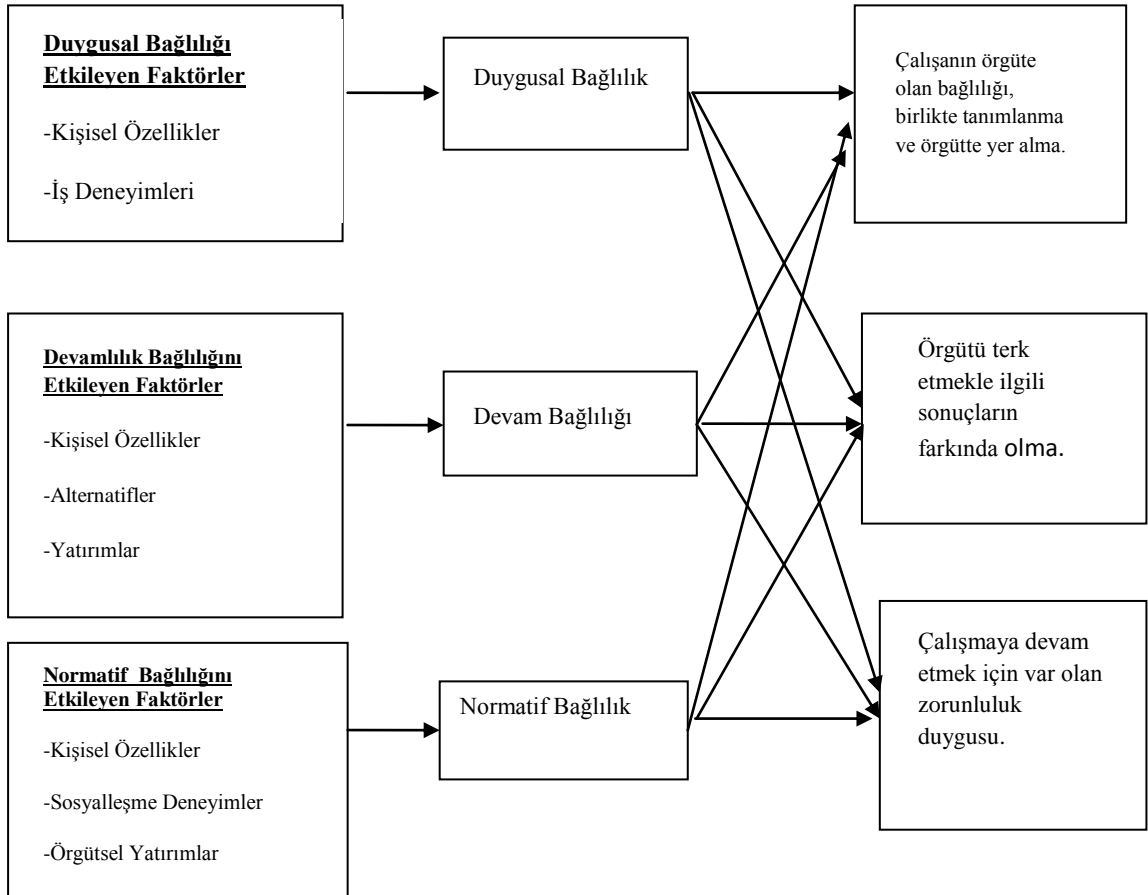 Duygusal Bağlılığı
Etkileyen Faktörler
-Kişisel Özellikler
-İş Deneyimleri
Duygusal Bağlılık
Çalışanın örgüte
olan bağlılığı,
birlikte tanımlanma
ve örgütte yer alma.
Devamlılık Bağlılığını
Etkileyen Faktörler
-Kişisel Özellikler
-Alternatifler
-Yatırımlar
Devam Bağlılığı
Örgütü terk
etmekle ilgili
sonuçların
farkında olma.
Normatif Bağlılığını
Etkileyen Faktörler
-Kişisel Özellikler
-Sosyalleşme Deneyimler
-Örgütsel Yatırımlar
Normatif Bağlılık
Çalışmaya devam
etmek için var olan
zorunluluk
duygusu.